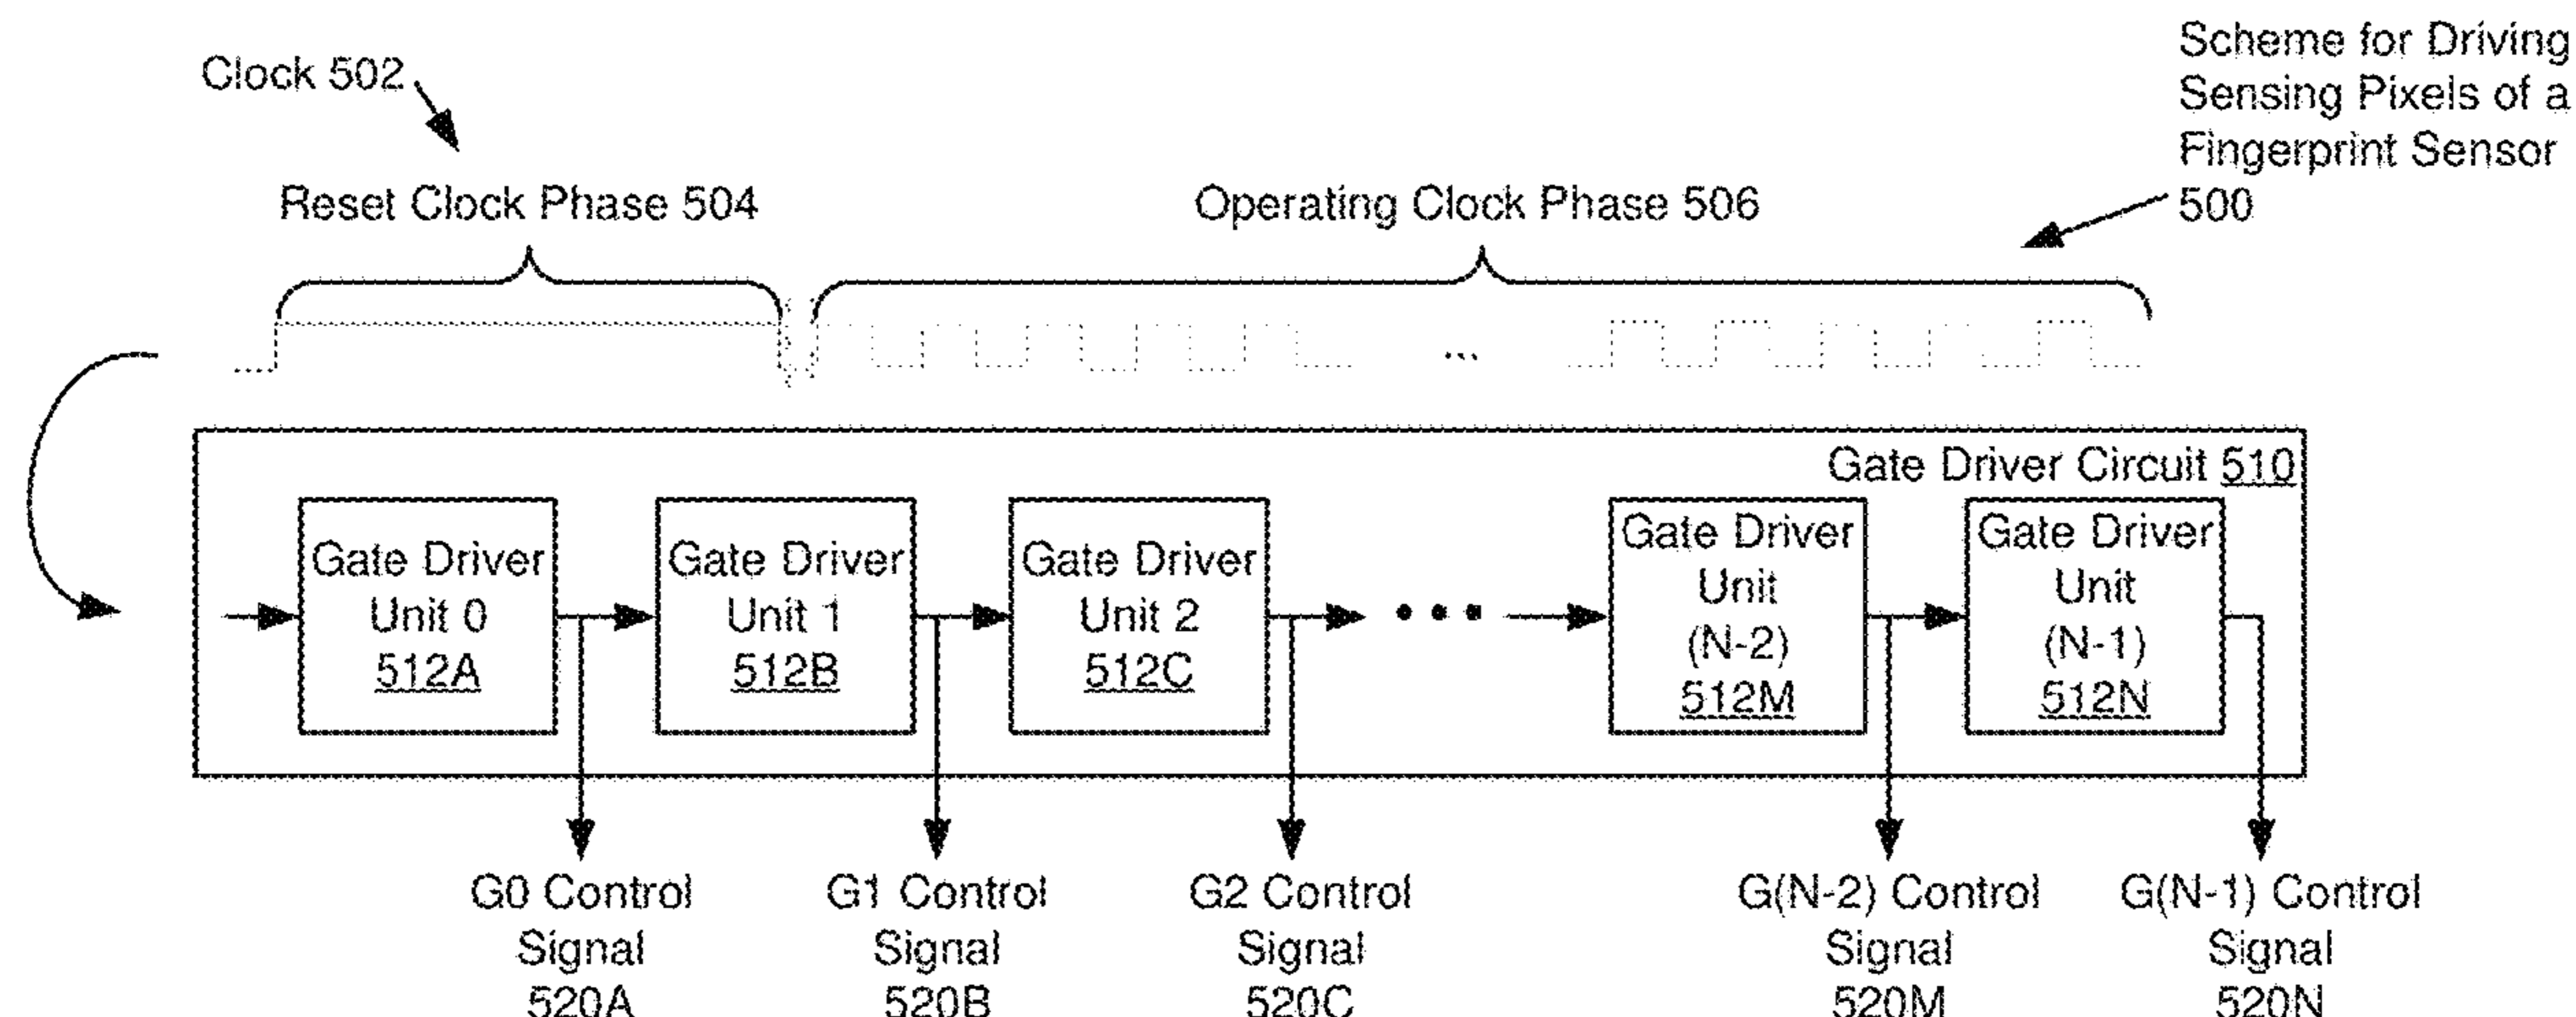 Scheme for Driving
Sensing Pixels of a
Fingerprint Sensor
500
Clock 502
Reset Clock Phase 504
Operating Clock Phase 506
...
Gate Driver Circuit 510
Gate Driver
Unit 0
512A
Gate Driver
Unit 1
512B
Gate Driver
Unit 2
512C
• • •
Gate Driver
Unit
(N-2)
512M
Gate Driver
Unit
(N-1)
512N
G0 Control
Signal
520A
G1 Control
Signal
520B
G2 Control
Signal
520C
G(N-2) Control
Signal
520M
G(N-1) Control
Signal
520N